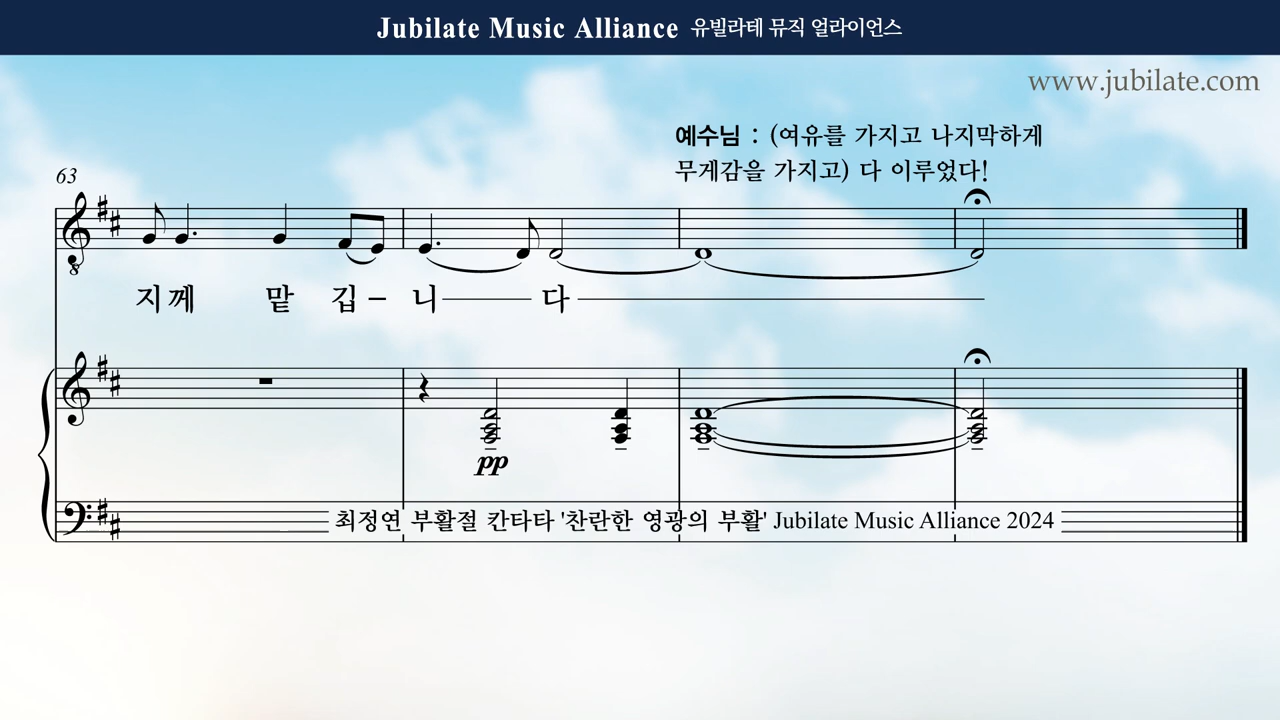 Jubilate Music Alliance 유빌라테 뮤직 얼라이언스
www.jubilate.com
예수님 : (여유를 가지고 나지막하게
무게감을 가지고) 다 이루었다!
63
지께 맡 깁 – 니 다
pp
최정연 부활절 칸타타 '찬란한 영광의 부활' Jubilate Music Alliance 2024